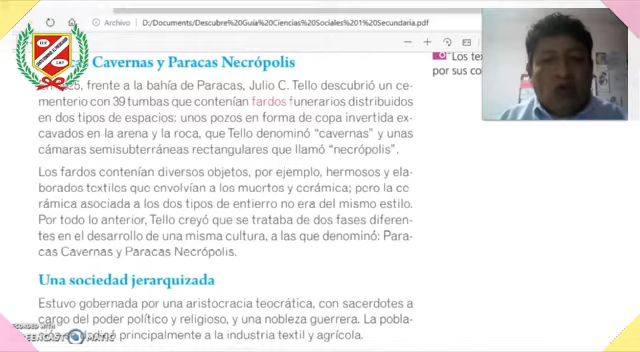 Archivo | D:/Documents/Descubre%20Guía%20Ciencias%20Sociales%201%20Secundaria.pdf
Cavernas y Paracas Necrópolis
frente a la bahía de Paracas, Julio C. Tello descubrió un ce-
menterio con 39 tumbas que contenían fardos funerarios distribuidos
en dos tipos de espacios: unos pozos en forma de copa invertida ex-
cavados en la arena y la roca, que Tello denominó “cavernas” y unas
cámaras semisubterráneas rectangulares que llamó “necrópolis”.
Los fardos contenían diversos objetos, por ejemplo, hermosos y ela-
borados textiles que envolvían a los muertos y cerámica; pero la ce-
rámica asociada a los dos tipos de entierro no era del mismo estilo.
Por todo lo anterior, Tello creyó que se trataba de dos fases diferen-
tes en el desarrollo de una misma cultura, a las que denominó: Para-
cas Cavernas y Paracas Necrópolis.
Una sociedad jerarquizada
Estuvo gobernada por una aristocracia teocrática, con sacerdotes a
cargo del poder político y religioso, y una nobleza guerrera. La pobla-
principalmente a la industria textil y agrícola.
"Los te
por sus co
RECORDED WITH
SCREENCAST MATIC